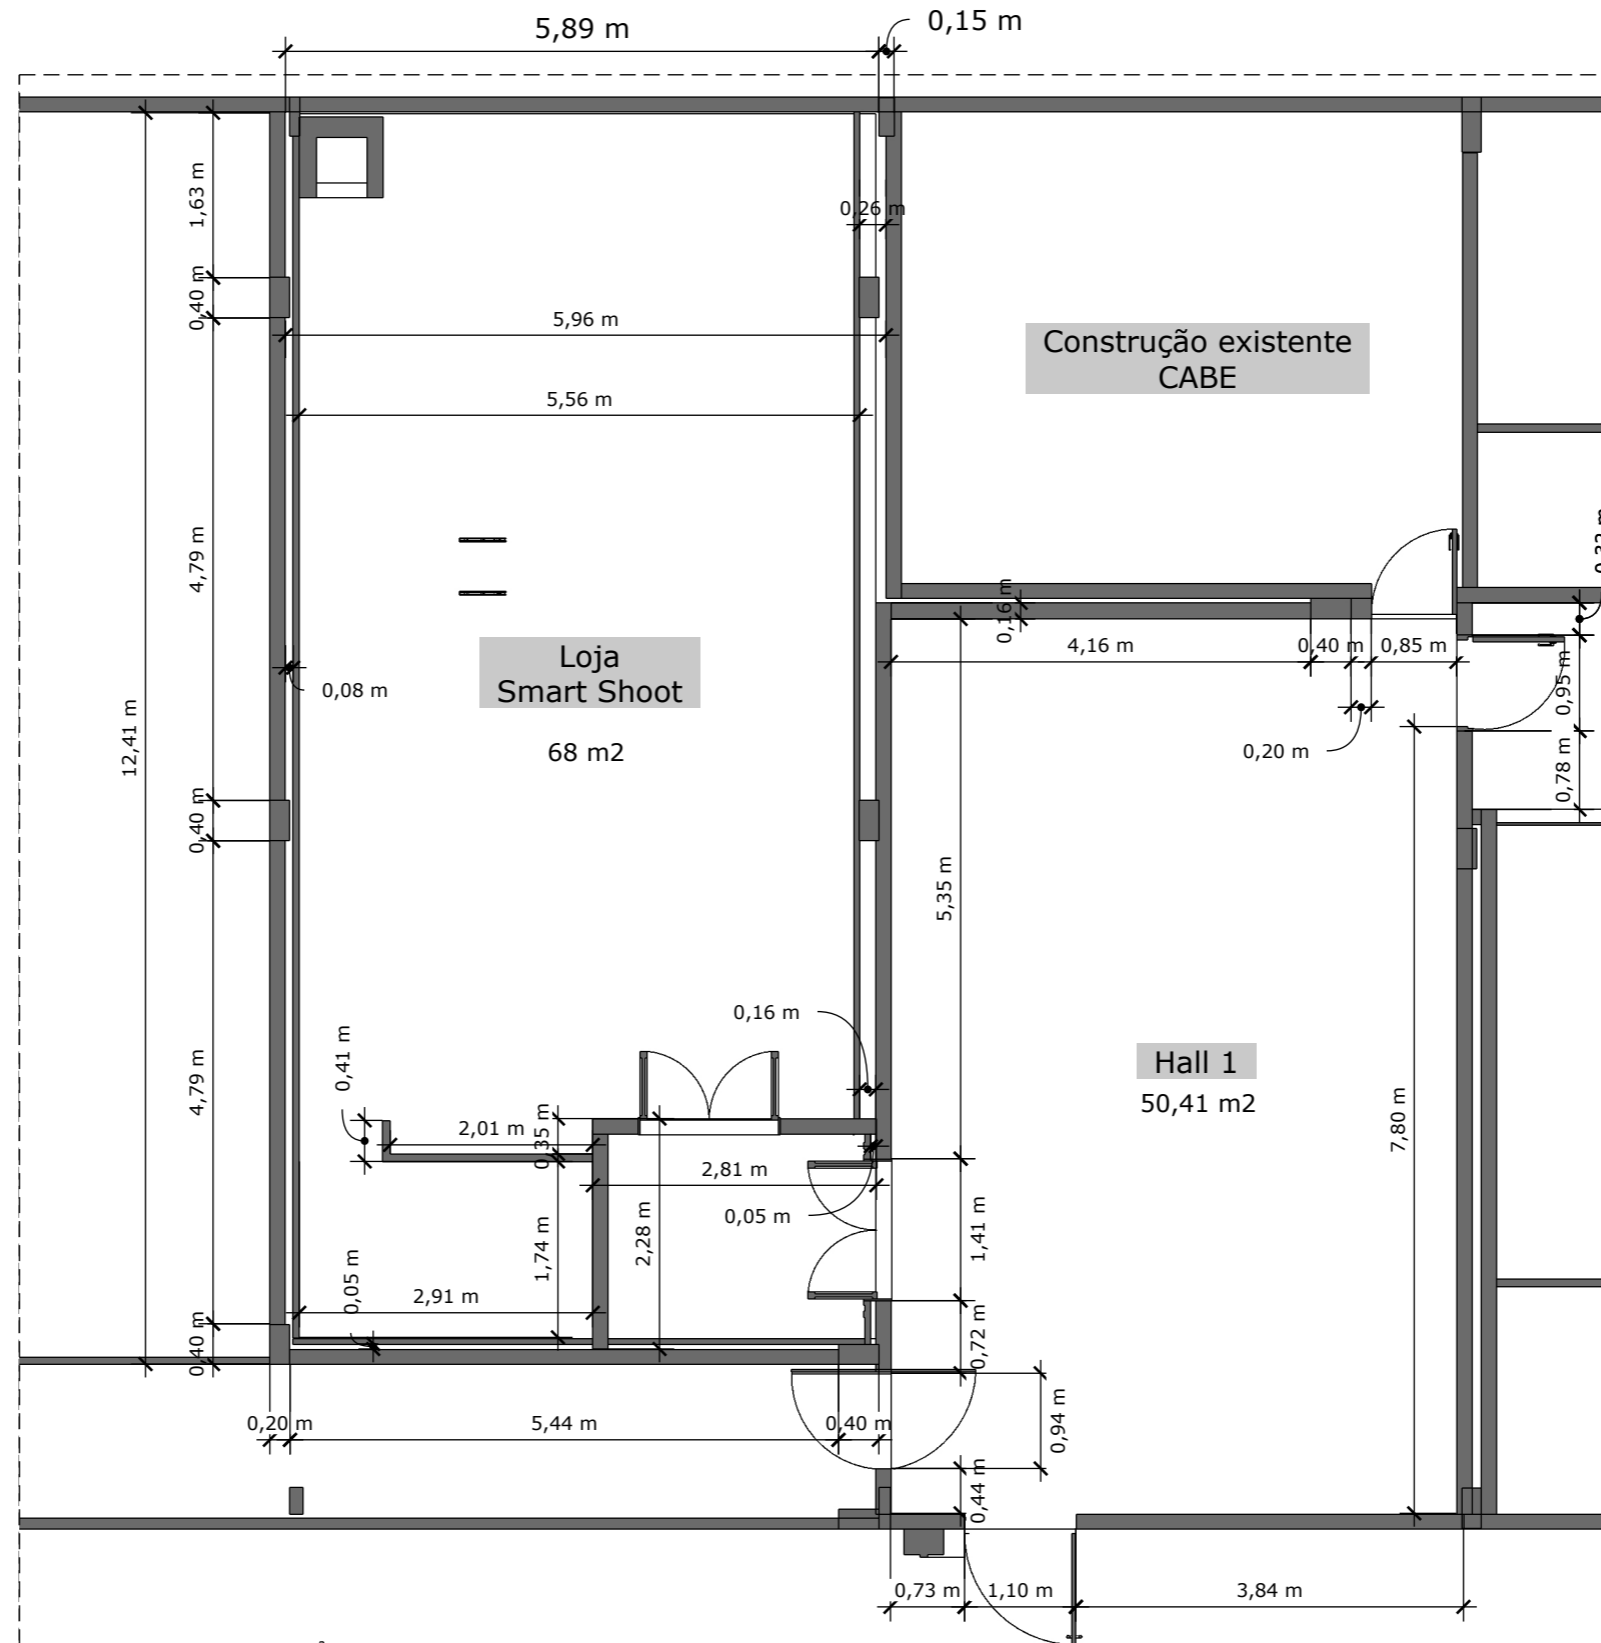 5,89 m
0,15 m
1,63 m
0,26 m
0,40 m
5,96 m
Construção existente
CABE
5,56 m
4,79 m
0,16 m
4,16 m
0,40 m
0,85 m
Loja
Smart Shoot
0,08 m
0,95 m
12,41 m
68 m2
0,20 m
0,78 m
0,40 m
5,35 m
0,16 m
0,41 m
Hall 1
4,79 m
50,41 m2
7,80 m
2,01 m
0,35 m
2,81 m
0,05 m
1,41 m
1,74 m
2,28 m
0,05 m
2,91 m
0,40 m
0,72 m
0,20 m
5,44 m
0,40 m
0,94 m
0,44 m
0,73 m
1,10 m
3,84 m